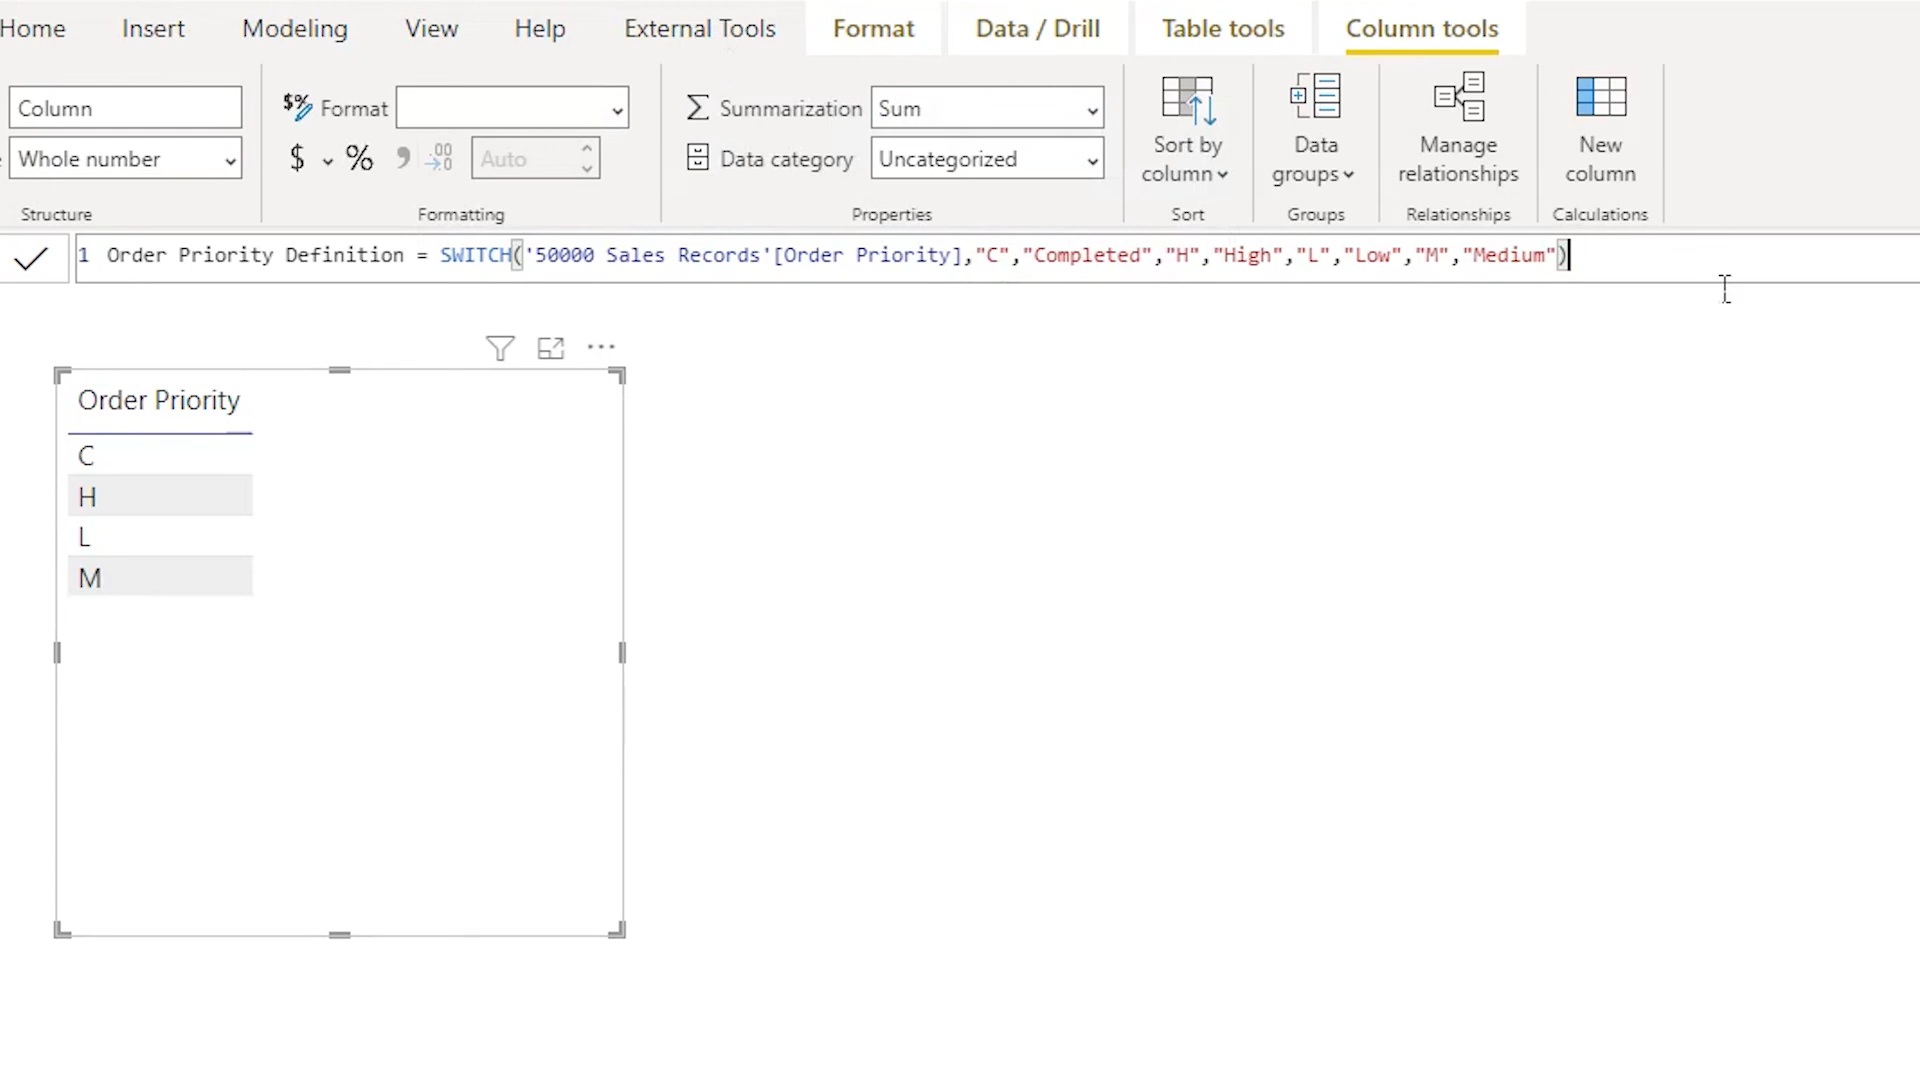 Home Insert Modeling View Help External Tools Format Data / Drill Table tools Column tools
Column $% Format Σ Summarization Sum
Whole number $ % , .00 →.0 Auto Data category Uncategorized
Sort by column
Data groups
Manage relationships
New column
Structure Formatting Properties Sort Groups Relationships Calculations
1 Order Priority Definition = SWITCH('50000 Sales Records'[Order Priority],"C","Completed","H","High","L","Low","M","Medium")
Order Priority
C
H
L
M